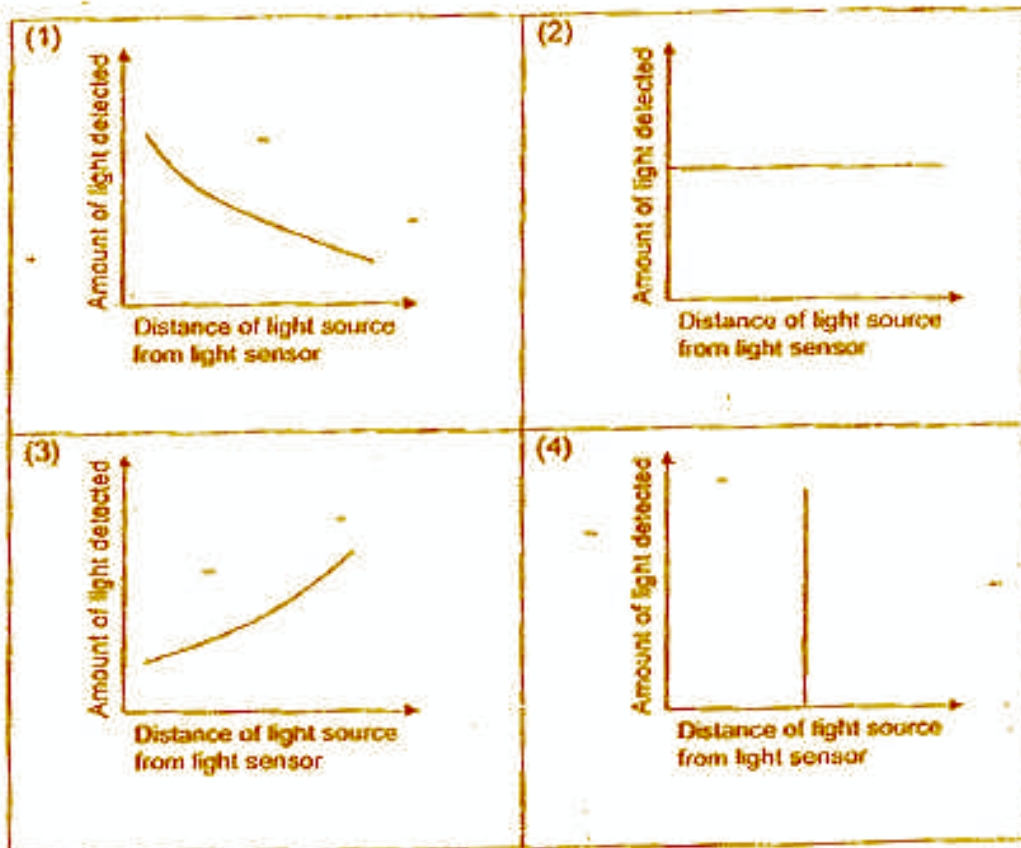 (1)
Amount of light detected
Distance of light source
from light sensor
(2)
Amount of light detected
Distance of light source
from light sensor
(3)
Amount of light detected
Distance of light source
from light sensor
(4)
Amount of light detected
Distance of light source
from light sensor